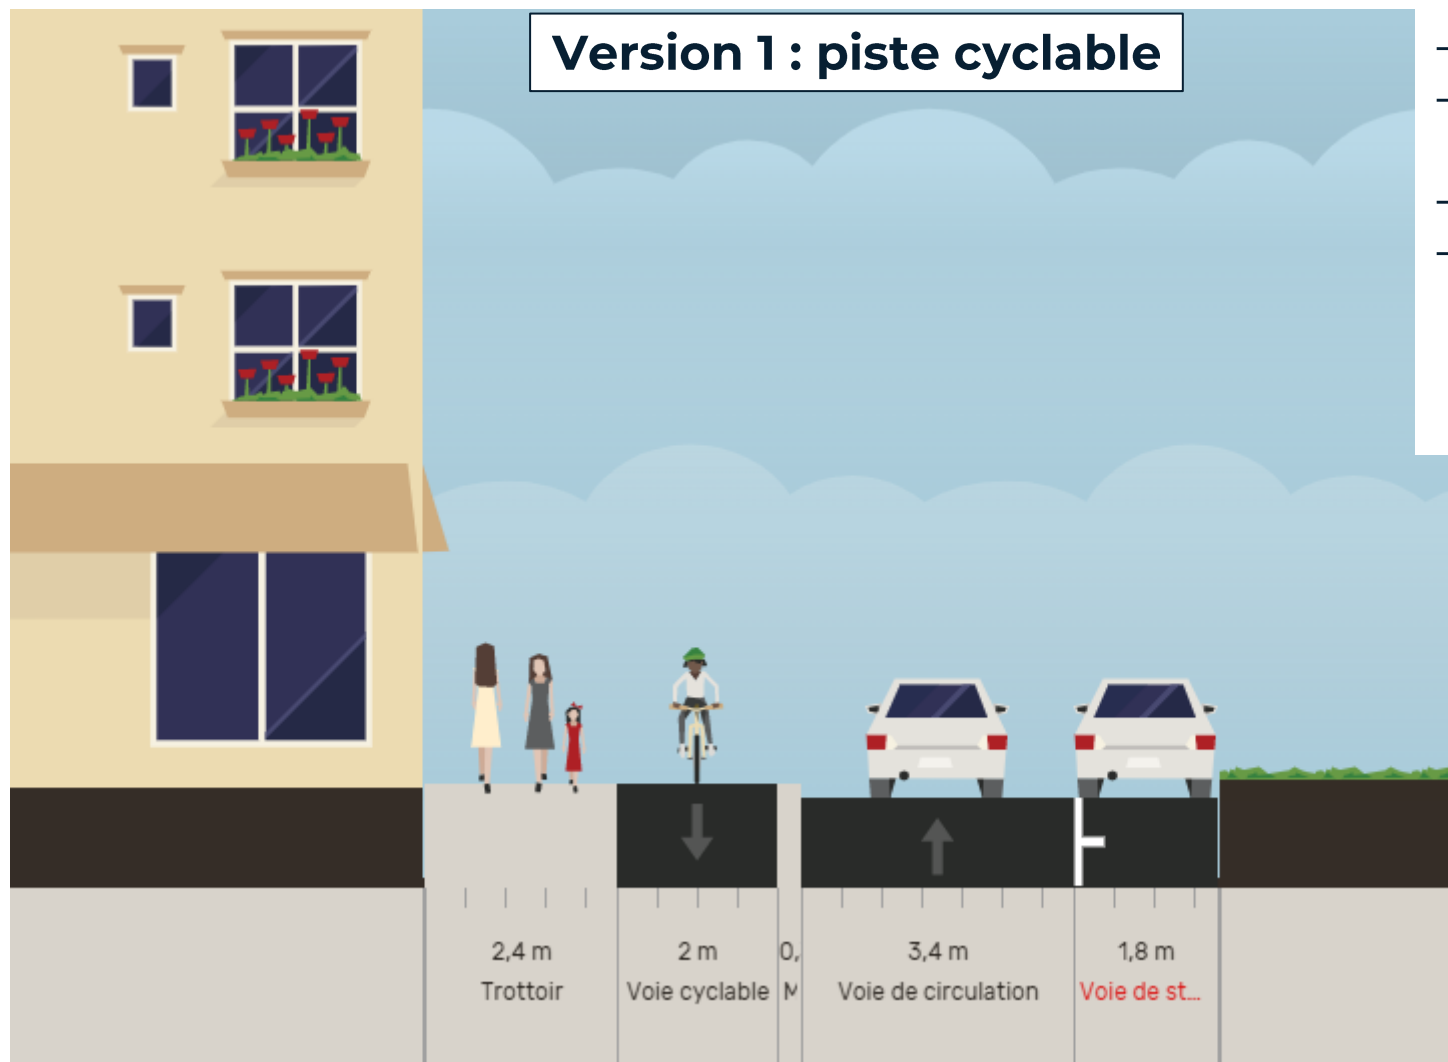 Version 1 : piste cyclable
2,4 m
2 m
0,
3,4 m
1,8 m
Trottoir
Voie cyclable
M
Voie de circulation
Voie de st...